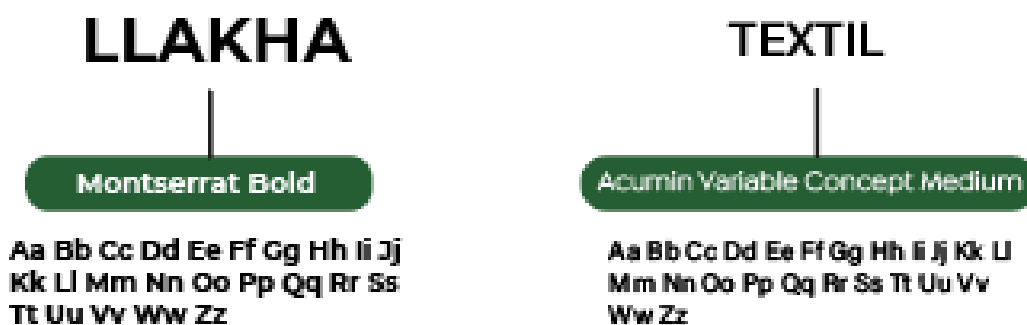 LLAKHA
Montserrat Bold
Aa Bb Cc Dd Ee Ff Gg Hh Ii Jj
Kk Ll Mm Nn Oo Pp Qq Rr Ss
Tt Uu Vv Ww Zz
TEXTIL
Acumin Variable Concept Medium
Aa Bb Cc Dd Ee Ff Gg Hh Ii Jj Kk Ll
Mm Nn Oo Pp Qq Rr Ss Tt Uu Vv
Ww Zz